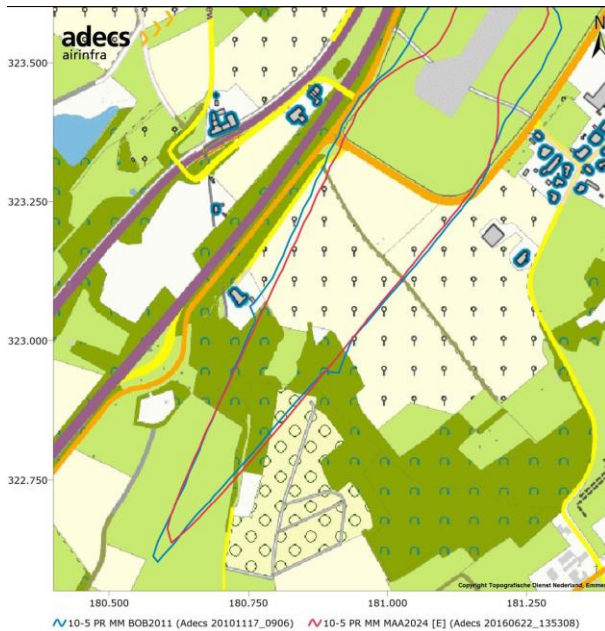 adecs
airinfra
323.500
323.250
323.000
322.750
180.500
180.750
181.000
181.250
Copyright Topografische Dienst Nederland, Emme
10-5 PR MM BOB2011 (Adecs 20101117_0906)
10-5 PR MM MAA2024 [E] (Adecs 20160622_135308)